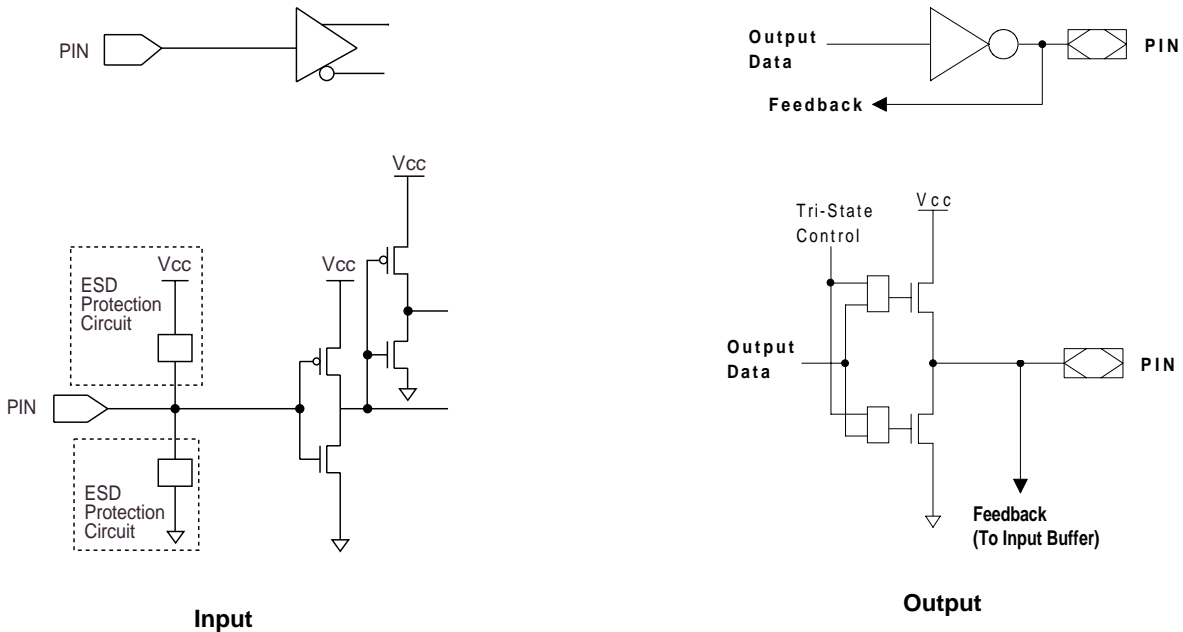 PIN
Vcc
Vcc
Vcc
ESD
Protection
Circuit
PIN
ESD
Protection
Circuit
Input
Output
Data
PIN
Feedback
Tri-State
Control
Vcc
Output
Data
PIN
Feedback
(To Input Buffer)
Output